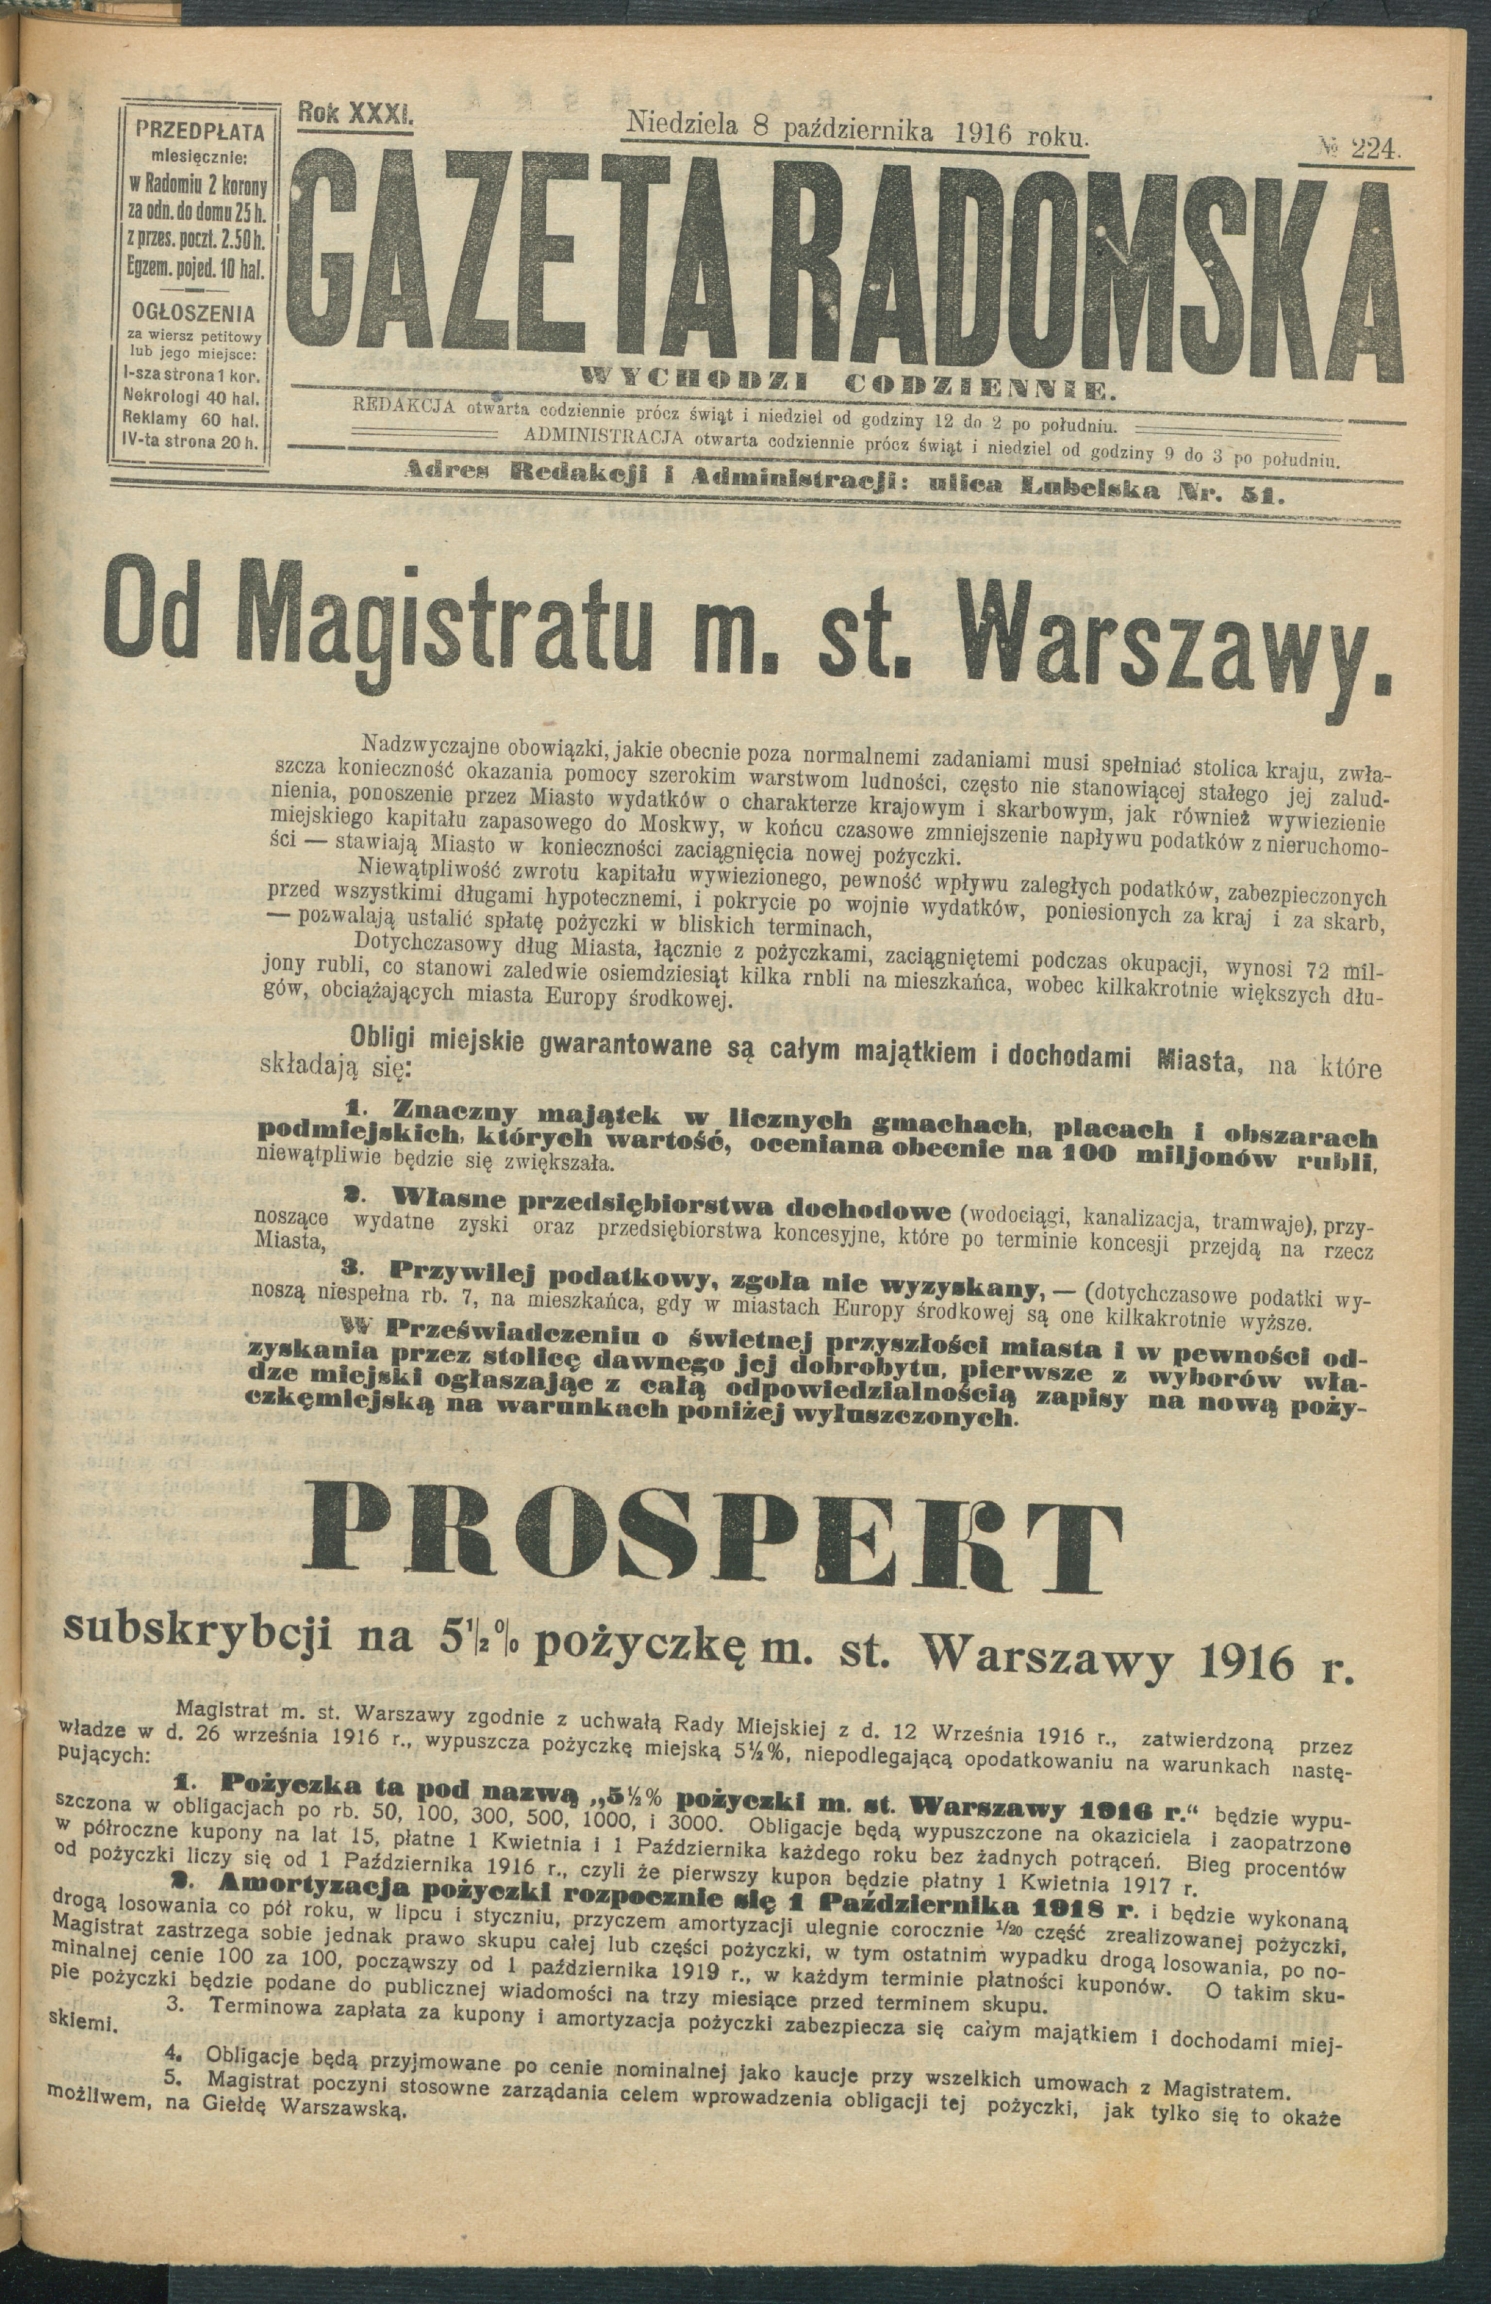 PRZEDPŁATA
miesięcznie:
w Radomiu 2 korony
za odn. do domu 25 h.
z przes. poczt. 2.50 h.
Egzem. pojed. 10 hal.
OGŁOSZENIA
za wiersz petitowy
lub jego miejsce:
I-sza strona 1 kor.
Nekrologi 40 hal.
Reklamy 60 hal.
IV-ta strona 20 h.
Rok XXXI.
Niedziela 8 października 1916 roku.
№ 224.
GAZETA RADOMSKA
WYCHODZI CODZIENNIE.
REDAKCJA otwarta codziennie prócz świąt i niedziel od godziny 12 do 2 po południu.
ADMINISTRACJA otwarta codziennie prócz świąt i niedziel od godziny 9 do 3 po południu.
Adres Redakcji i Administracji: ulica Lubelska Nr. 51.
Od Magistratu m. st. Warszawy.
Nadzwyczajne obowiązki, jakie obecnie poza normalnemi zadaniami musi spełniać stolica kraju, zwła-
szcza konieczność okazania pomocy szerokim warstwom ludności, często nie stanowiącej stałego jej zalud-
nienia, ponoszenie przez Miasto wydatków o charakterze krajowym i skarbowym, jak również wywiezienie
miejskiego kapitału zapasowego do Moskwy, w końcu czasowe zmniejszenie napływu podatków z nieruchomo-
ści — stawiają Miasto w konieczności zaciągnięcia nowej pożyczki.
Niewątpliwość zwrotu kapitału wywiezionego, pewność wpływu zaległych podatków, zabezpieczonych
przed wszystkimi długami hypotecznemi, i pokrycie po wojnie wydatków, poniesionych za kraj i za skarb,
— pozwalają ustalić spłatę pożyczki w bliskich terminach,
Dotychczasowy dług Miasta, łącznie z pożyczkami, zaciągniętemi podczas okupacji, wynosi 72 mil-
jony rubli, co stanowi zaledwie osiemdziesiąt kilka rnbli na mieszkańca, wobec kilkakrotnie większych dłu-
gów, obciążających miasta Europy środkowej.
Obligi miejskie gwarantowane są całym majątkiem i dochodami Miasta, na które
składają się:
1. Znaczny majątek w licznych gmachach, placach i obszarach
podmiejskich, których wartość, oceniana obecnie na 100 miljonów rubli,
niewątpliwie będzie się zwiększała.
2. Własne przedsiębiorstwa dochodowe (wodociągi, kanalizacja, tramwaje), przy-
noszące wydatne zyski oraz przedsiębiorstwa koncesyjne, które po terminie koncesji przejdą na rzecz
Miasta,
3. Przywilej podatkowy, zgoła nie wyzyskany, — (dotychczasowe podatki wy-
noszą niespełna rb. 7, na mieszkańca, gdy w miastach Europy środkowej są one kilkakrotnie wyższe.
W Przeświadczeniu o świetnej przyszłości miasta i w pewności od-
zyskania przez stolicę dawnego jej dobrobytu, pierwsze z wyborów wła-
dze miejski ogłaszając z całą odpowiedzialnością zapisy na nową poży-
czkęmiejską na warunkach poniżej wyłuszczonych.
PROSPEKT
subskrybcji na 5½% pożyczkę m. st. Warszawy 1916 r.
Magistrat m. st. Warszawy zgodnie z uchwałą Rady Miejskiej z d. 12 Września 1916 r., zatwierdzoną przez
władze w d. 26 września 1916 r., wypuszcza pożyczkę miejską 5½%, niepodlegającą opodatkowaniu na warunkach nastę-
pujących:
1. Pożyczka ta pod nazwą „5½% pożyczki m. st. Warszawy 1916 r.“ będzie wypu-
szczona w obligacjach po rb. 50, 100, 300, 500, 1000, i 3000. Obligacje będą wypuszczone na okaziciela i zaopatrzone
w półroczne kupony na lat 15, płatne 1 Kwietnia i 1 Października każdego roku bez żadnych potrąceń. Bieg procentów
od pożyczki liczy się od 1 Października 1916 r., czyli że pierwszy kupon będzie płatny 1 Kwietnia 1917 r.
2. Amortyzacja pożyczki rozpocznie się 1 Października 1918 r. i będzie wykonaną
drogą losowania co pół roku, w lipcu i styczniu, przyczem amortyzacji ulegnie corocznie 1/20 część zrealizowanej pożyczki,
Magistrat zastrzega sobie jednak prawo skupu całej lub części pożyczki, w tym ostatnim wypadku drogą losowania, po no-
minalnej cenie 100 za 100, począwszy od 1 października 1919 r., w każdym terminie płatności kuponów. O takim sku-
pie pożyczki będzie podane do publicznej wiadomości na trzy miesiące przed terminem skupu.
3. Terminowa zapłata za kupony i amortyzacja pożyczki zabezpiecza się całym majątkiem i dochodami miej-
skiemi.
4. Obligacje będą przyjmowane po cenie nominalnej jako kaucje przy wszelkich umowach z Magistratem.
5. Magistrat poczyni stosowne zarządania celem wprowadzenia obligacji tej pożyczki, jak tylko się to okaże
możliwem, na Giełdę Warszawską.